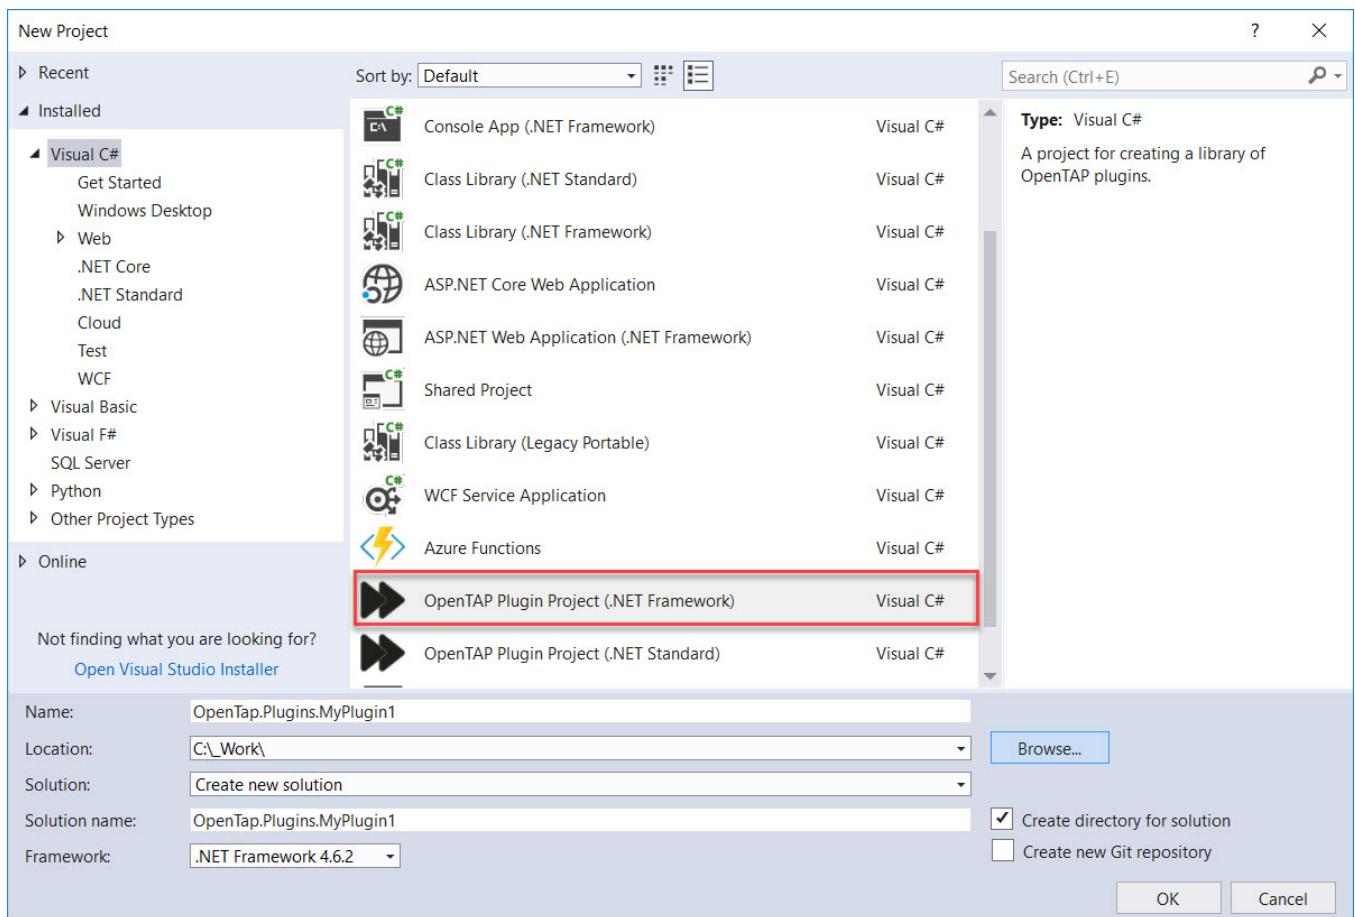 New Project
?
Recent
Installed
Visual C#
Get Started
Windows Desktop
Web
.NET Core
.NET Standard
Cloud
Test
WCF
Visual Basic
Visual F#
SQL Server
Python
Other Project Types
Online
Not finding what you are looking for?
Open Visual Studio Installer
Sort by: Default
C# Console App (.NET Framework) Visual C#
C# Class Library (.NET Standard) Visual C#
C# Class Library (.NET Framework) Visual C#
ASP.NET Core Web Application Visual C#
ASP.NET Web Application (.NET Framework) Visual C#
C# Shared Project Visual C#
C# Class Library (Legacy Portable) Visual C#
C# WCF Service Application Visual C#
Azure Functions Visual C#
OpenTAP Plugin Project (.NET Framework) Visual C#
OpenTAP Plugin Project (.NET Standard) Visual C#
Search (Ctrl+E)
Type: Visual C#
A project for creating a library of
OpenTAP plugins.
Name: OpenTap.Plugins.MyPlugin1
Location: C:\_Work\ Browse...
Solution: Create new solution
Solution name: OpenTap.Plugins.MyPlugin1 Create directory for solution
Framework: .NET Framework 4.6.2 Create new Git repository
OK Cancel